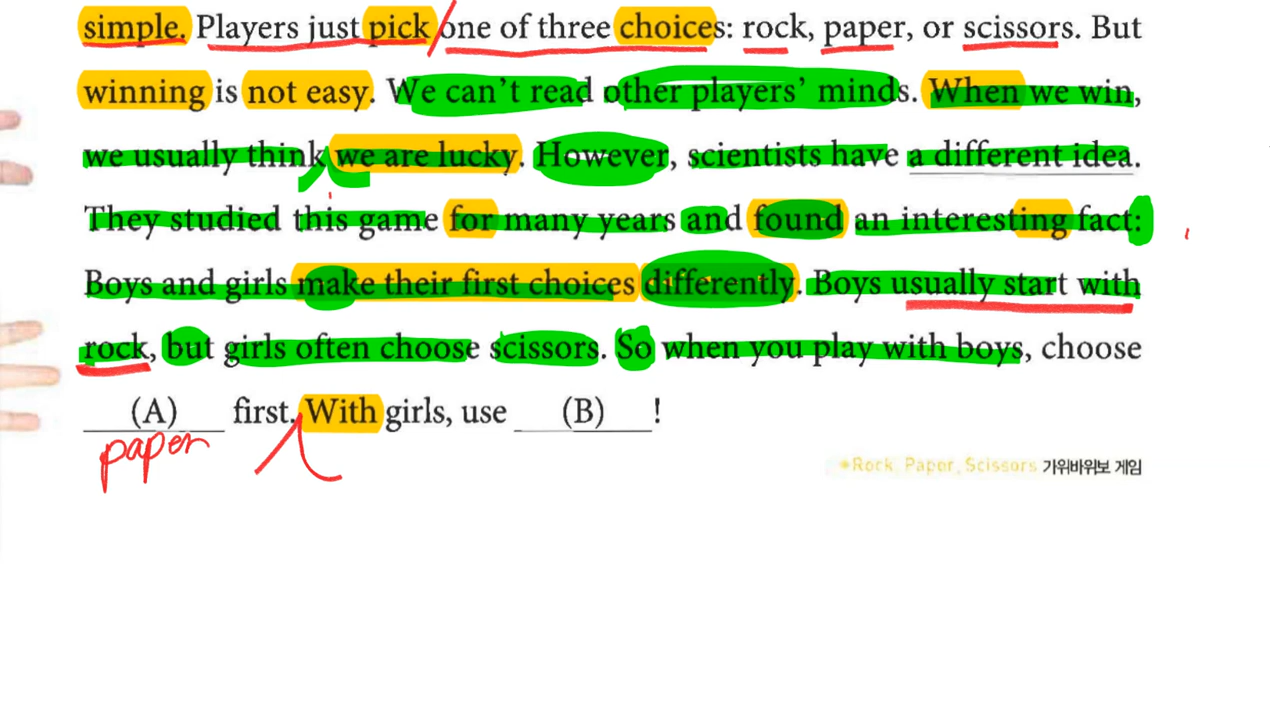 simple. Players just pick one of three choices: rock, paper, or scissors. But
winning is not easy. We can't read other players' minds. When we win,
we usually think we are lucky. However, scientists have a different idea.
They studied this game for many years and found an interesting fact:
Boys and girls make their first choices differently. Boys usually start with
rock, but girls often choose scissors. So when you play with boys, choose
(A) first. With girls, use (B) !
paper
*Rock, Paper, Scissors 가위바위보 게임